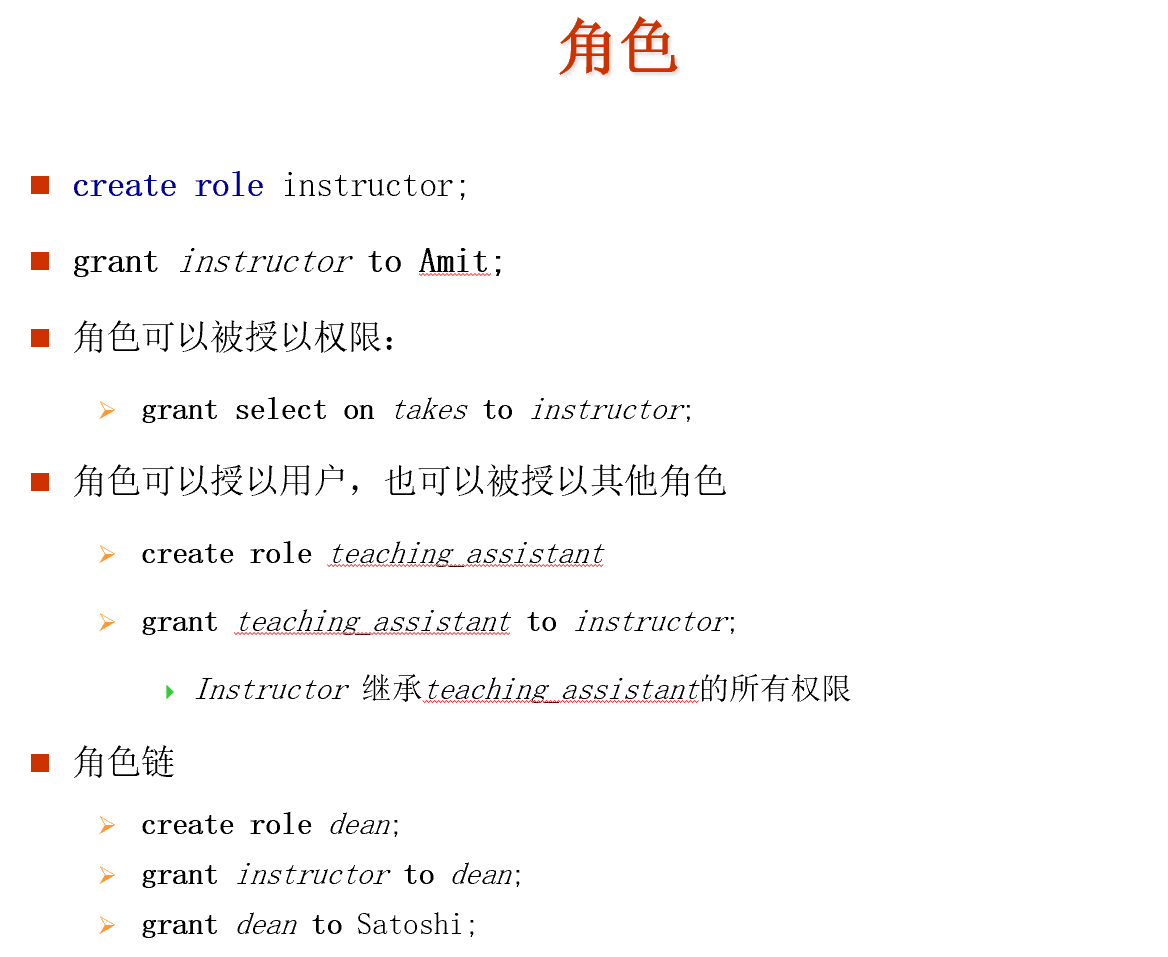 角色
create role instructor;
grant instructor to Amit;
角色可以被授以权限：
grant select on takes to instructor;
角色可以授以用户，也可以被授以其他角色
create role teaching_assistant
grant teaching_assistant to instructor;
Instructor 继承teaching_assistant的所有权限
角色链
create role dean;
grant instructor to dean;
grant dean to Satoshi;